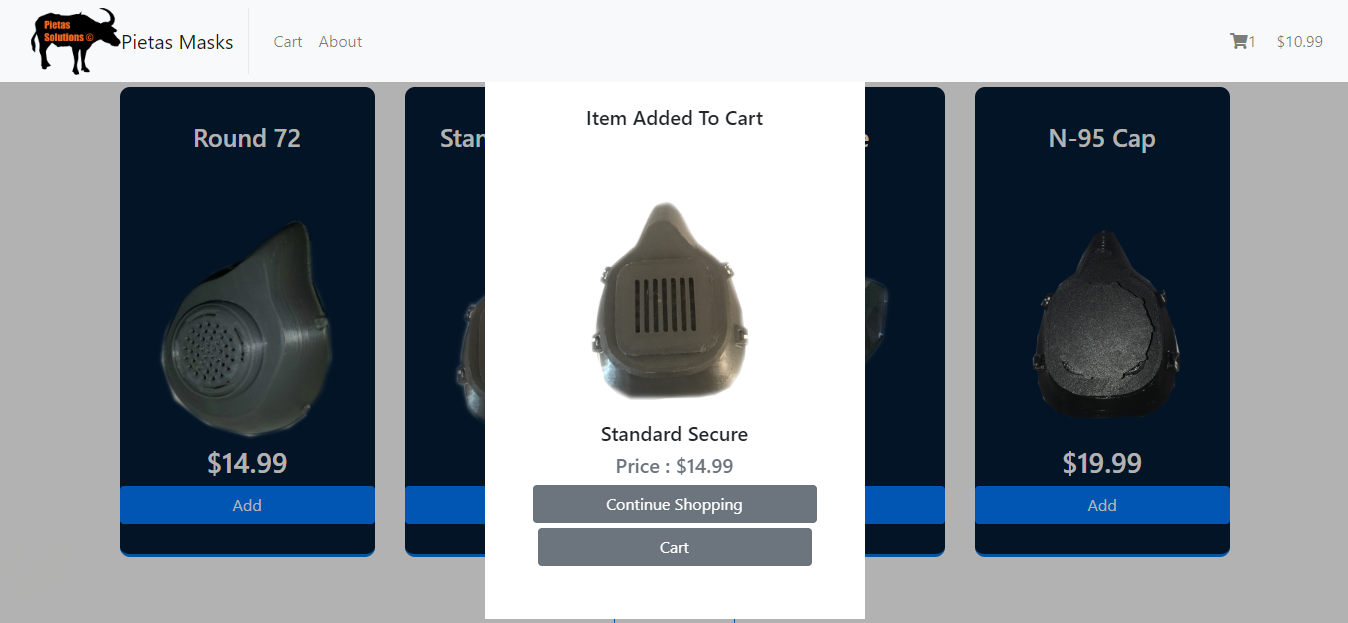 Pietas
Solutions ©
Pietas Masks
Cart
About
1
$10.99
Round 72
$14.99
Add
Stan
Item Added To Cart
Standard Secure
Price : $14.99
Continue Shopping
Cart
e
N-95 Cap
$19.99
Add